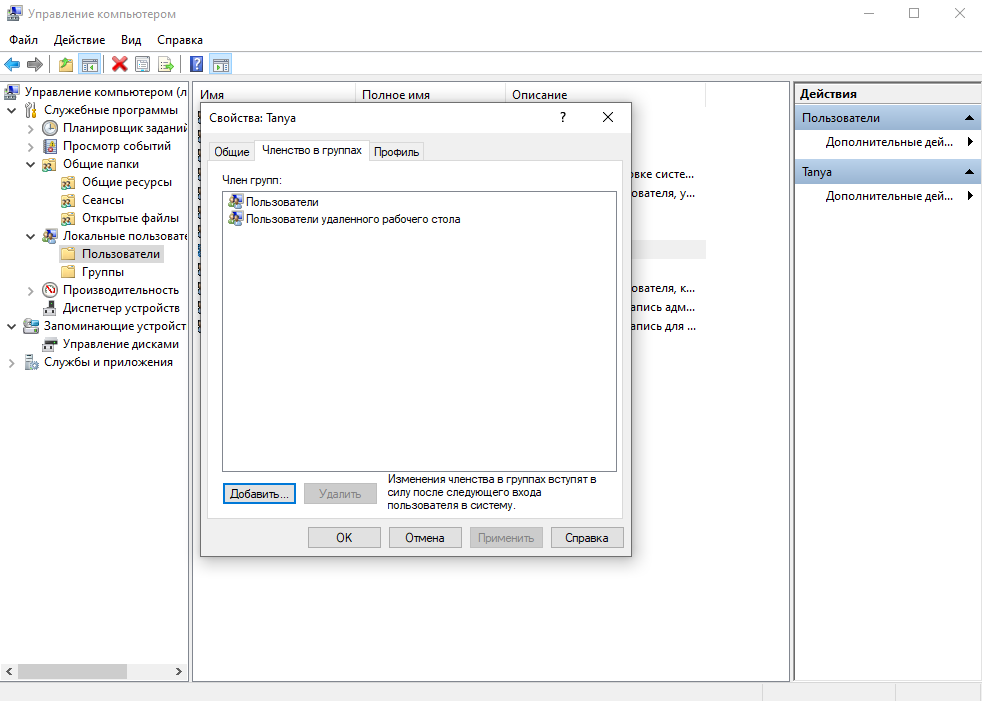 Управление компьютером
Файл Действие Вид Справка
Управление компьютером (л
Служебные программы
Планировщик заданий
Просмотр событий
Общие папки
Общие ресурсы
Сеансы
Открытые файлы
Локальные пользовате
Пользователи
Группы
Производительность
Диспетчер устройств
Запоминающие устройст
Управление дисками
Службы и приложения
Имя Полное имя Описание
овке систе...
ователя, у...
ователя, к...
апись адм...
апись для ...
Свойства: Tanya
?
Общие Членство в группах Профиль
Член групп:
Пользователи
Пользователи удаленного рабочего стола
Добавить... Удалить
Изменения членства в группах вступят в
силу после следующего входа
пользователя в систему.
OK Отмена Применить Справка
Действия
Пользователи
Дополнительные дей...
Tanya
Дополнительные дей...